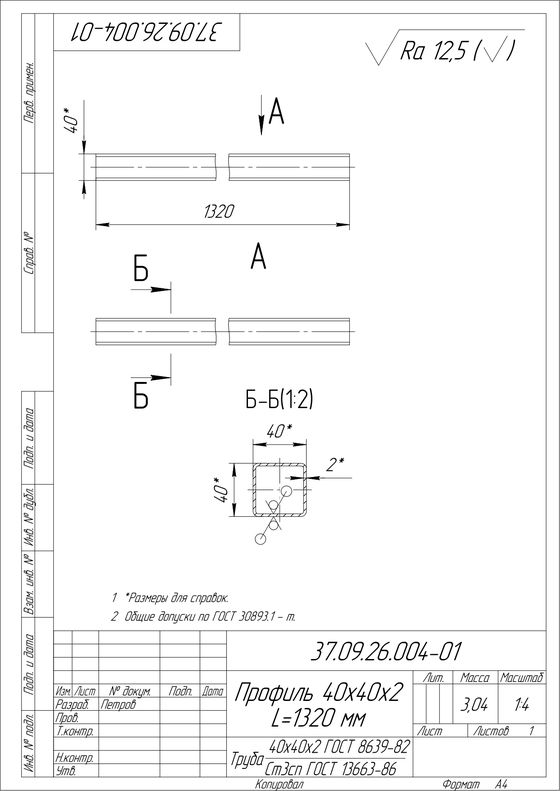 37.09.26.004-01
Ra 12,5 (√)
Перв. примен.
Справ. №
Подп. и дата
Инв. № дубл.
Взам. инв. №
Подп. и дата
Инв. № подл.
А
40*
1320
А
Б
Б
Б-Б(1:2)
40*
2*
40*
1 *Размеры для справок.
2 Общие допуски по ГОСТ 30893.1 - m.
37.09.26.004-01
Изм. Лист № докум. Подп. Дата
Разраб. Петров
Пров.
Т.контр.
Н.контр.
Утв.
Профиль 40x40x2
L=1320 мм
Лит. Масса Масштаб
3,04 1:4
Лист Листов 1
Труба 40x40x2 ГОСТ 8639-82
Ст3сп ГОСТ 13663-86
Копировал Формат А4